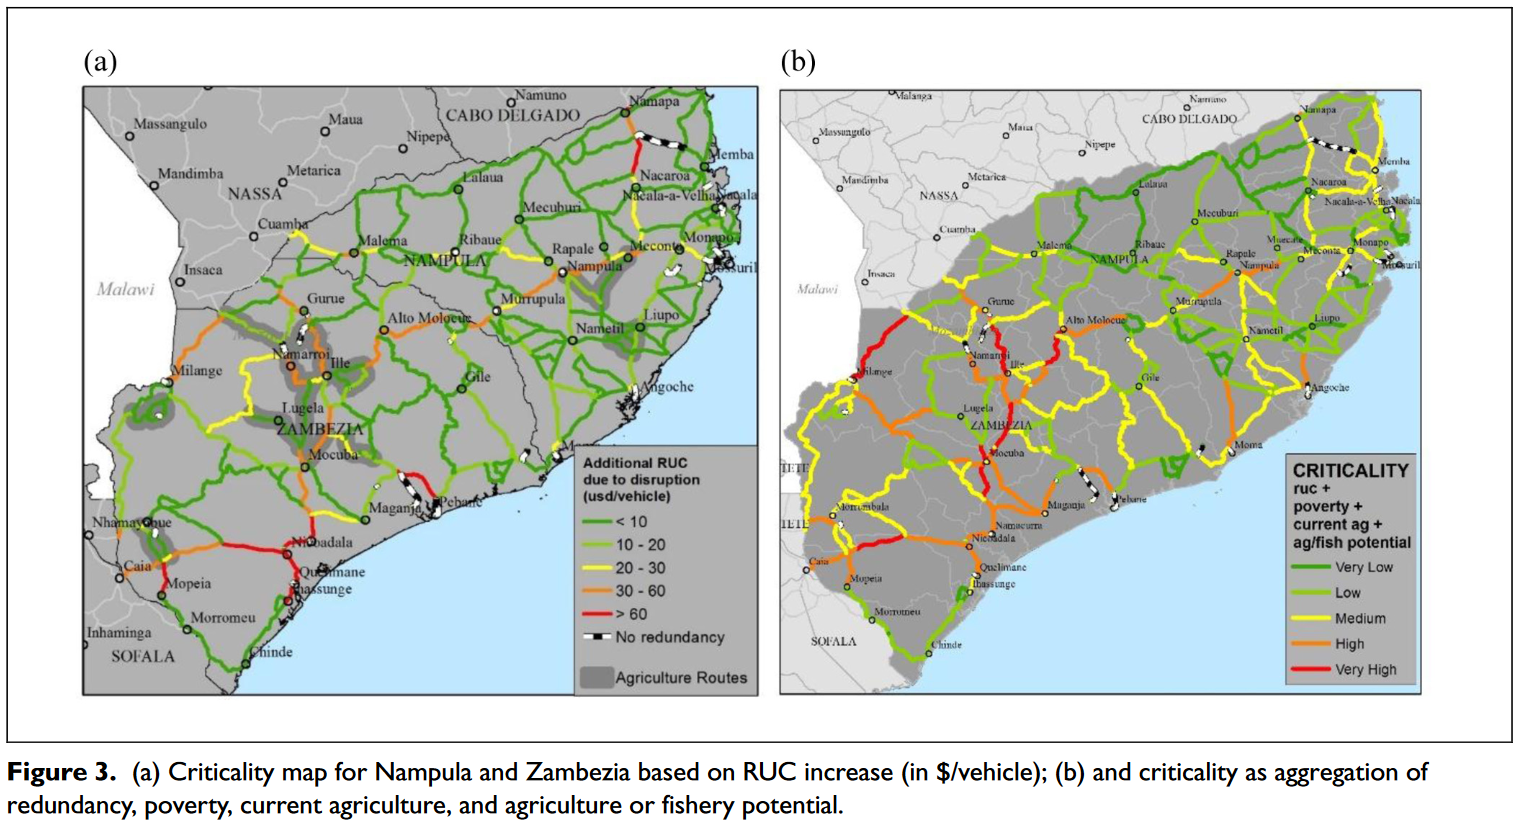 (a)
Namuno
CABO DELGADO
Namapa
Massangulo
Maua
Nipepe
Memba
Mandimba
Metarica
NASSA
Lalaua
Nacaroa
Nacala-a-Velha
Nacala
Cuamba
Mecuburi
Malema
Ribaue
NAMPULA
Rapale
Meconta
Monapo
Mossuril
Insaca
Nampula
Malawi
Gurue
Murrupula
Alto Molocue
Liupo
Nametil
Namarroi
Ille
Milange
Gile
Angoche
Lugela
ZAMBEZIA
Mocuba
Maganja
Pebane
Nhamayabue
Nicoadala
Caia
Mopeia
Quelimane
Inhassunge
Morromeu
Inhaminga
SOFALA
Chinde
Additional RUC
due to disruption
(usd/vehicle)
< 10
10 - 20
20 - 30
30 - 60
> 60
No redundancy
Agriculture Routes
(b)
Malanga
Namuno
CABO DELGADO
Namapa
Massangulo
Maua
Nipepe
Memba
Mandimba
Metarica
NASSA
Lalaua
Nacaroa
Nacala-a-Velha
Nacala
Cuamba
Mecuburi
Malema
Ribaue
NAMPULA
Muecate
Rapale
Meconta
Monapo
Mossuril
Insaca
Nampula
Malawi
Gurue
Murrupula
Alto Molocue
Liupo
Nametil
Namarroi
Ille
Milange
Gile
Angoche
Lugela
ZAMBEZIA
Mocuba
Moma
TETE
Maganja
Pebane
Morrumbala
TETE
Namacurra
Nicoadala
Caia
Mopeia
Quelimane
Inhassunge
Morromeu
SOFALA
Chinde
CRITICALITY
ruc +
poverty +
current ag +
ag/fish potential
Very Low
Low
Medium
High
Very High
Figure 3. (a) Criticality map for Nampula and Zambezia based on RUC increase (in $/vehicle); (b) and criticality as aggregation of
redundancy, poverty, current agriculture, and agriculture or fishery potential.